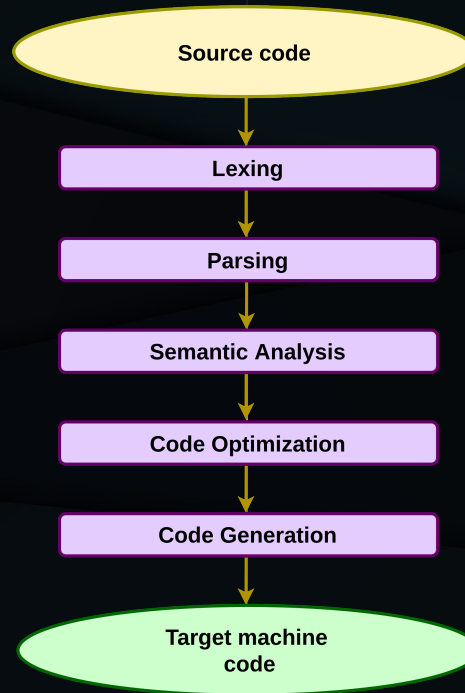 Source code
Lexing
Parsing
Semantic Analysis
Code Optimization
Code Generation
Target machine
code